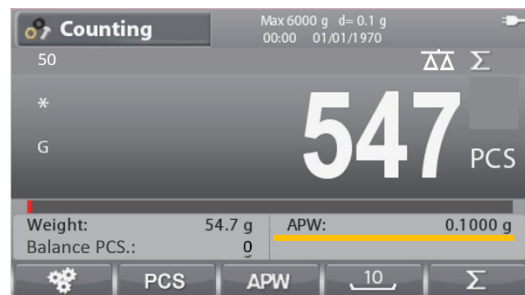 Counting
Max 6000 g d= 0.1 g
00:00 01/01/1970
50
Σ
*
G
547 PCS
Weight: 54.7 g APW: 0.1000 g
Balance PCS.: 0
PCS APW 10 Σ